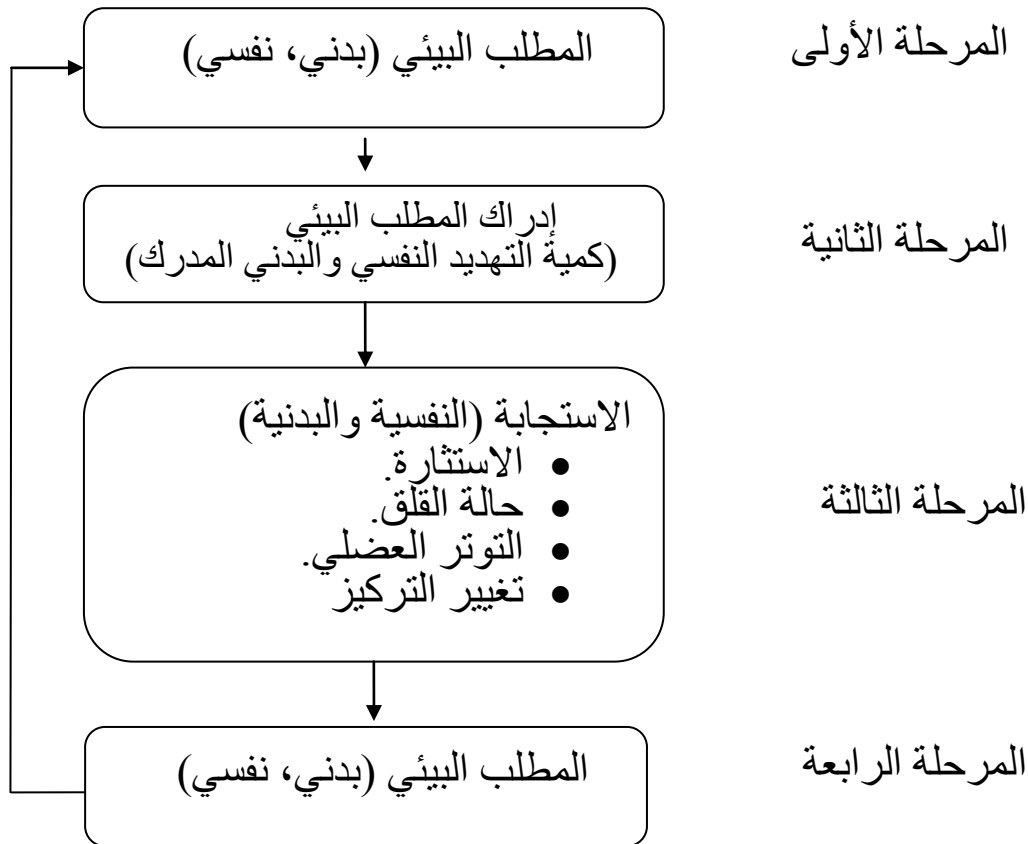 المرحلة الأولى
المطلب البيئي (بدني، نفسي)
المرحلة الثانية
إدراك المطلب البيئي
(كمية التهديد النفسي والبدني المدرك)
المرحلة الثالثة
الاستجابة (النفسية والبدنية)
• الاستثارة.
• حالة القلق.
• التوتر العضلي.
• تغيير التركيز
المرحلة الرابعة
المطلب البيئي (بدني، نفسي)